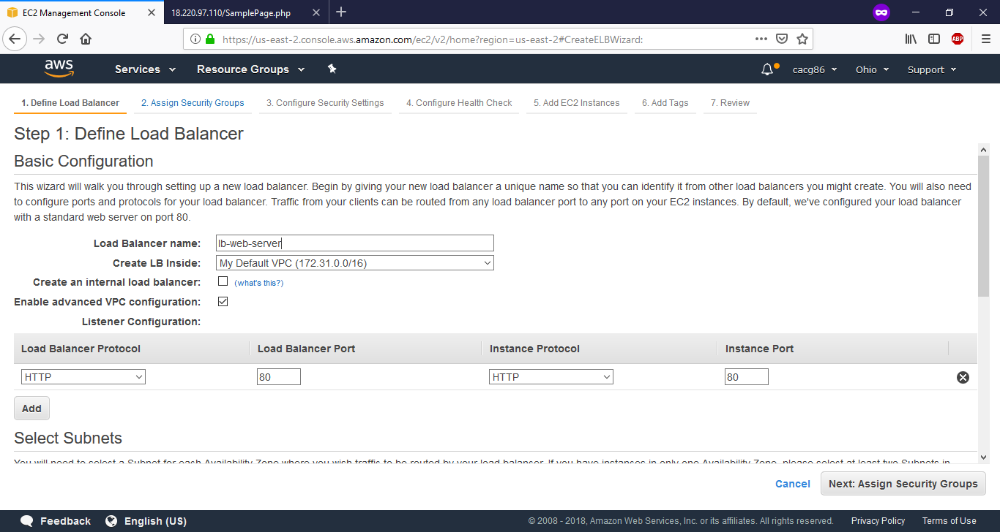 EC2 Management Console
18.220.97.110/SamplePage.php
https://us-east-2.console.aws.amazon.com/ec2/v2/home?region=us-east-2#CreateELBWizard:
ABP
aws
Services
Resource Groups
cacg86
Ohio
Support
1. Define Load Balancer
2. Assign Security Groups
3. Configure Security Settings
4. Configure Health Check
5. Add EC2 Instances
6. Add Tags
7. Review
Step 1: Define Load Balancer
Basic Configuration
This wizard will walk you through setting up a new load balancer. Begin by giving your new load balancer a unique name so that you can identify it from other load balancers you might create. You will also need
to configure ports and protocols for your load balancer. Traffic from your clients can be routed from any load balancer port to any port on your EC2 instances. By default, we've configured your load balancer
with a standard web server on port 80.
Load Balancer name: lb-web-server
Create LB Inside: My Default VPC (172.31.0.0/16)
Create an internal load balancer: (what's this?)
Enable advanced VPC configuration:
Listener Configuration:
Load Balancer Protocol Load Balancer Port Instance Protocol Instance Port
HTTP 80 HTTP 80
Add
Select Subnets
You will need to select a Subnet for each Availability Zone where you wish traffic to be routed by your load balancer. If you have instances in only one Availability Zone, please select at least two Subnets in
Cancel
Next: Assign Security Groups
Feedback
English (US)
© 2008 - 2018, Amazon Web Services, Inc. or its affiliates. All rights reserved.
Privacy Policy
Terms of Use